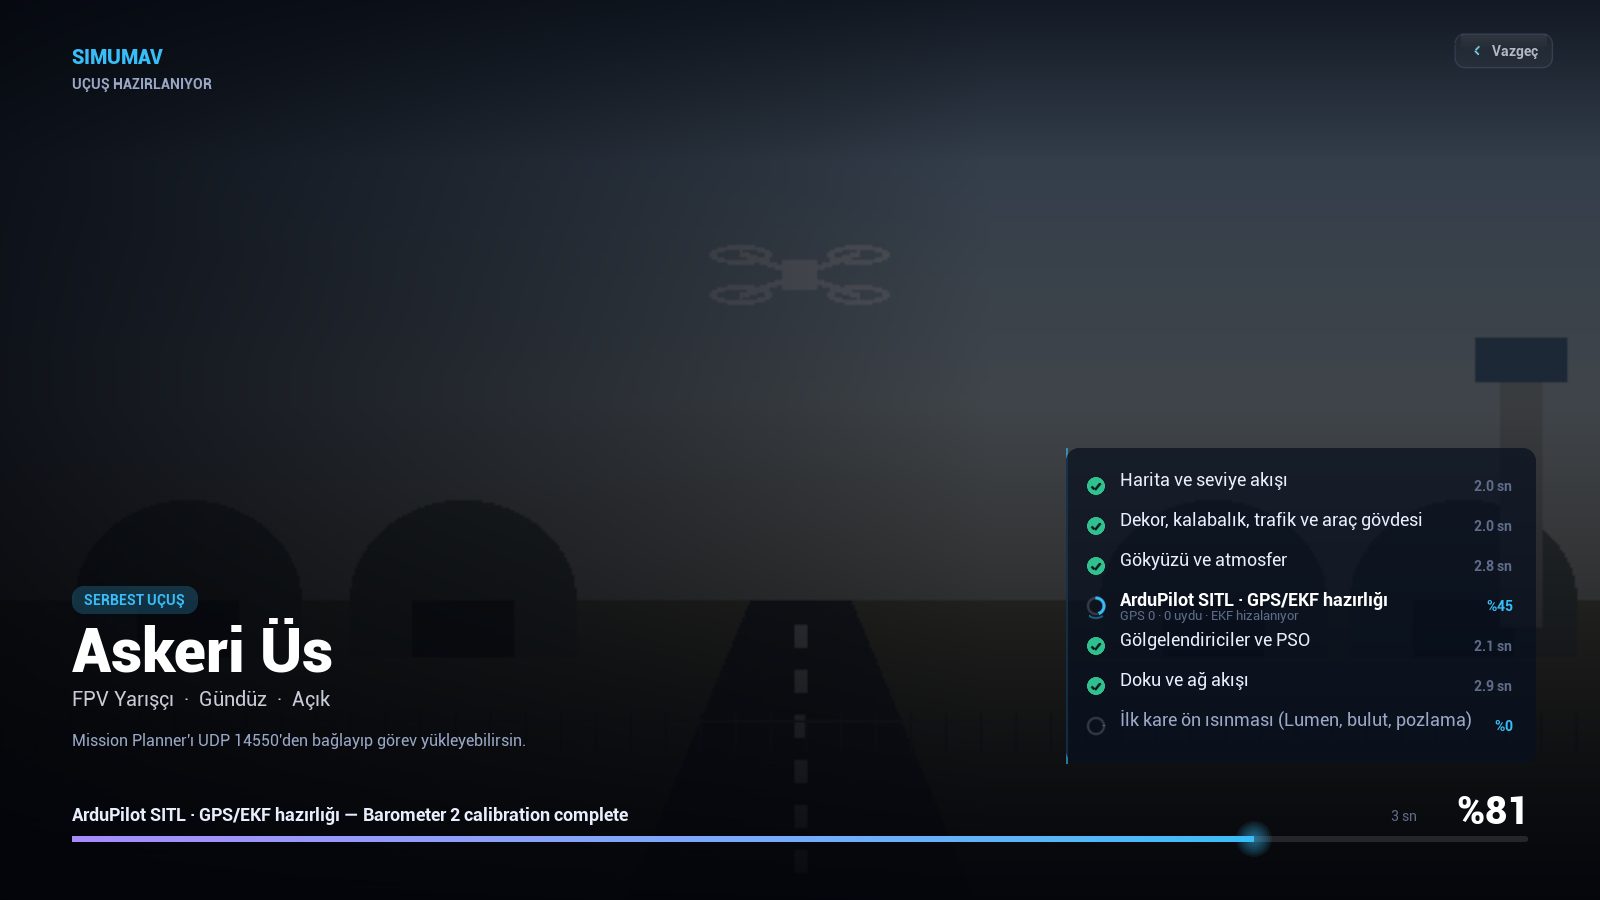 SIMUMAV
UÇUŞ HAZIRLANIYOR
Vazgeç
Harita ve seviye akışı 2.0 sn
Dekor, kalabalık, trafik ve araç gövdesi 2.0 sn
Gökyüzü ve atmosfer 2.8 sn
ArduPilot SITL · GPS/EKF hazırlığı %45
GPS 0 · 0 uydu · EKF hizalanıyor
Gölgelendiriciler ve PSO 2.1 sn
Doku ve ağ akışı 2.9 sn
İlk kare ön ısınması (Lumen, bulut, pozlama) %0
SERBEST UÇUŞ
Askeri Üs
FPV Yarışçı · Gündüz · Açık
Mission Planner'ı UDP 14550'den bağlayıp görev yükleyebilirsin.
ArduPilot SITL · GPS/EKF hazırlığı — Barometer 2 calibration complete
3 sn %81